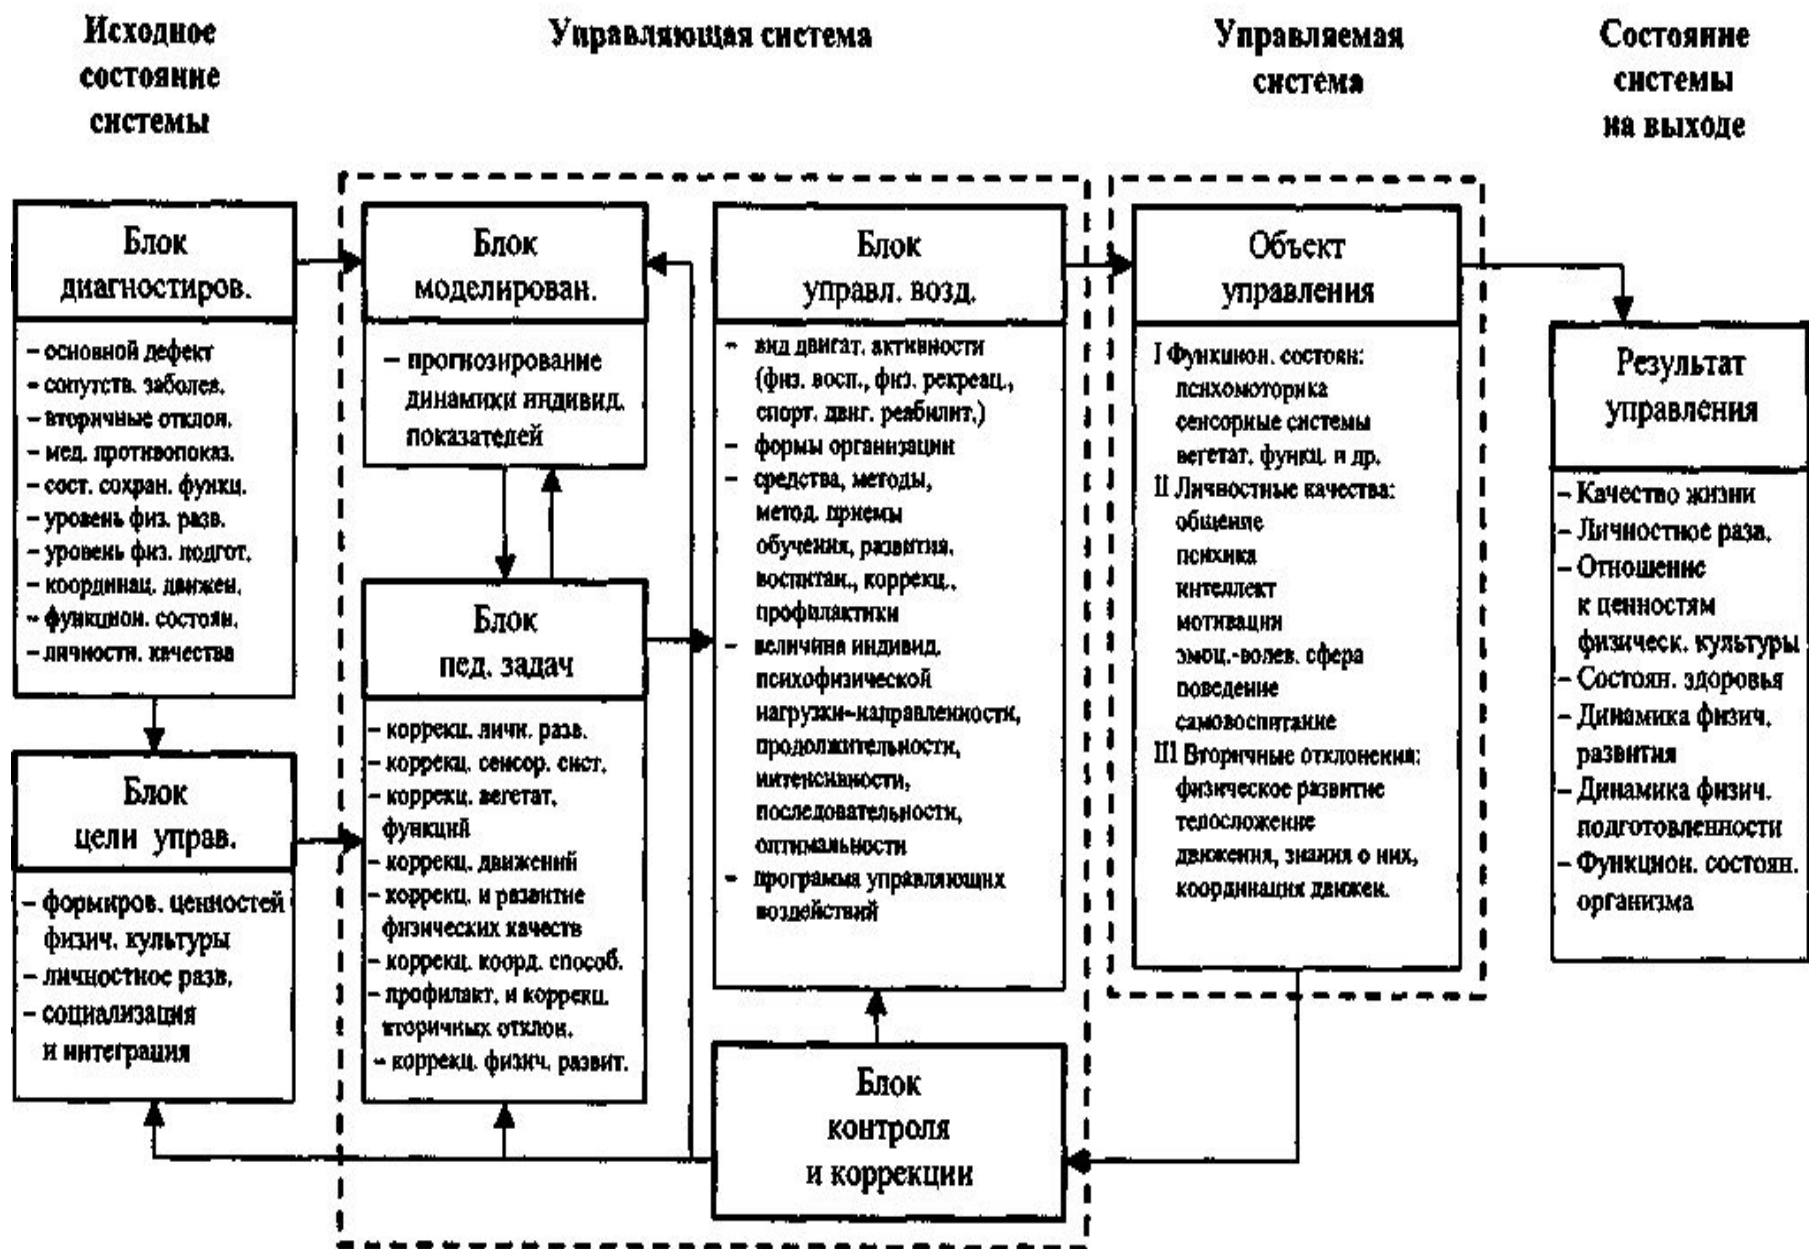 Исходное
состояние
системы
Управляющая система
Управляемая
система
Состояние
системы
на выходе
Блок
диагностиров.
– основной дефект
– сопутств. заболев.
– вторичные отклон.
– мед. противопоказ.
– сост. сохран. функц.
– уровень физ. разв.
– уровень физ. подгот.
– координац. движен.
– функцион. состоян.
– личностн. качества
Блок
цели управ.
– формиров. ценностей
физич. культуры
– личностное разв.
– социализация
и интеграция
Блок
моделирован.
– прогнозирование
динамики индивид.
показателей
Блок
пед. задач
– коррекц. личн. разв.
– коррекц. сенсор. сист.
– коррекц. вегетат.
функций
– коррекц. движений
– коррекц. и развитие
физических качеств
– коррекц. коорд. способ.
– профилакт. и коррекц.
вторичных отклон.
– коррекц. физич. развит.
Блок
управл. возд.
– вид двигат. активности
(физ. восп., физ. рекреац.,
спорт. двиг. реабилит.)
– формы организации
– средства, методы,
метод. приемы
обучения, развития,
воспитан., коррекц.,
профилактики
– величина индивид.
психофизической
нагрузки–направленности,
продолжительности,
интенсивности,
последовательности,
оптимальности
– программа управляющих
воздействий
Блок
контроля
и коррекции
Объект
управления
I Функцион. состоян:
психомоторика
сенсорные системы
вегетат. функц. и др.
II Личностные качества:
общение
психика
интеллект
мотивации
эмоц.-волев. сфера
поведение
самовоспитание
III Вторичные отклонения:
физическое развитие
телосложение
движения, знания о них,
координация движен.
Результат
управления
– Качество жизни
– Личностное разв.
– Отношение
к ценностям
физическ. культуры
– Состоян. здоровья
– Динамика физич.
развития
– Динамика физич.
подготовленности
– Функцион. состоян.
организма